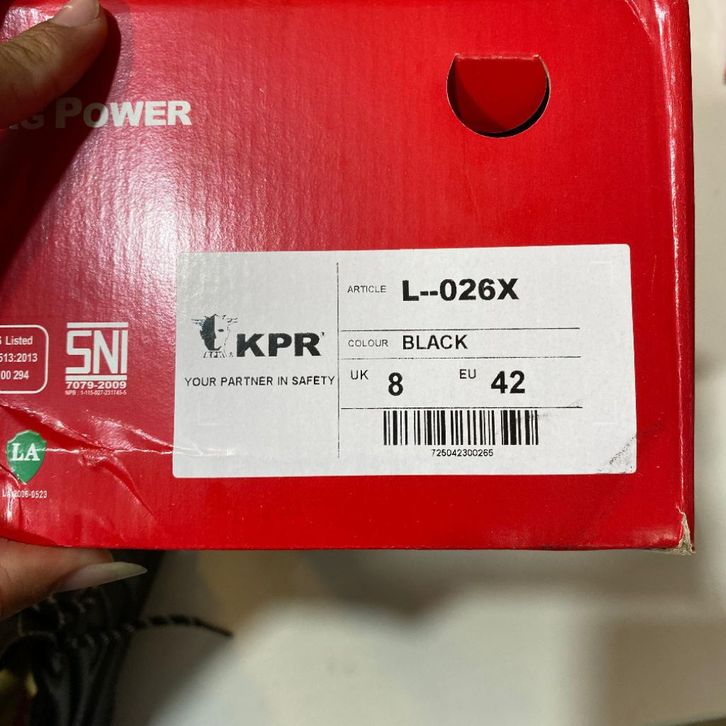 POWER
ARTICLE L--026X
KPR
COLOUR BLACK
YOUR PARTNER IN SAFETY
UK 8 EU 42
725042300265
Listed
513:2013
00 294
SNI
7079-2009
LA